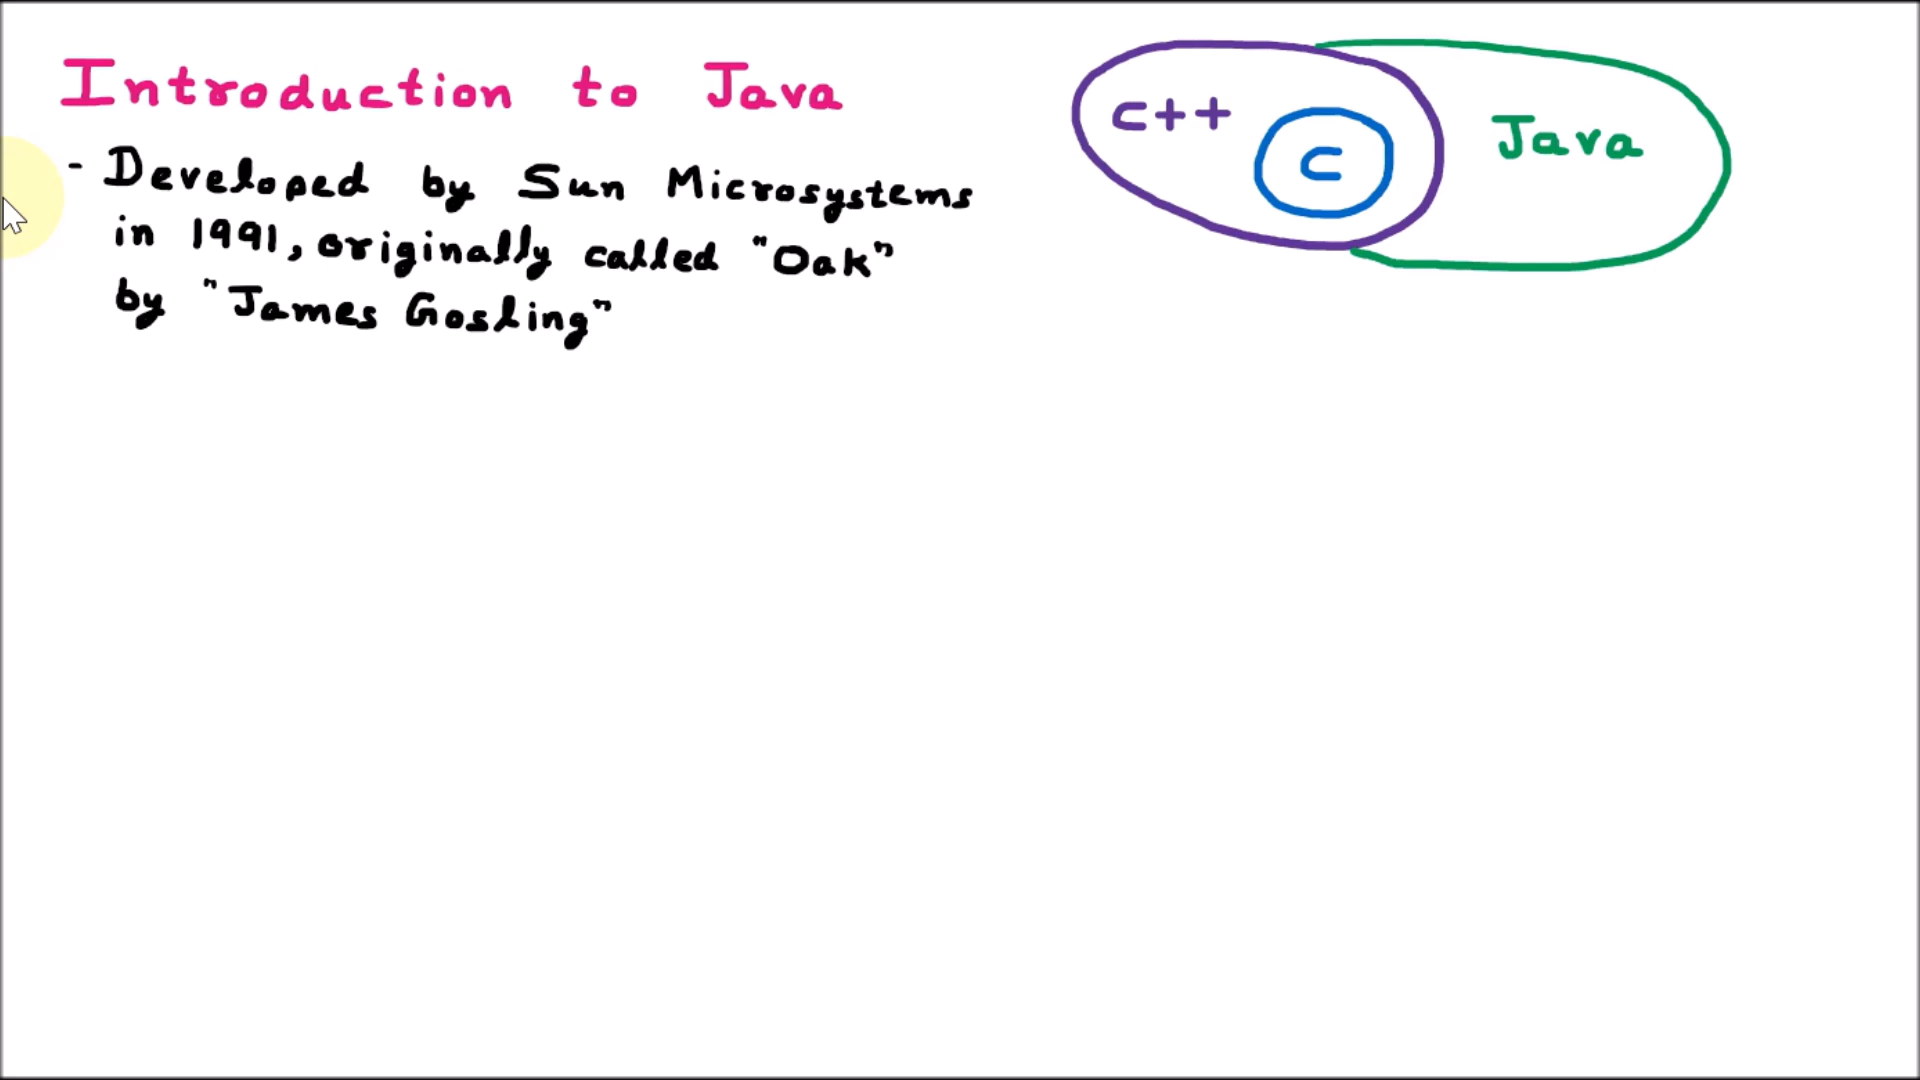 Introduction to Java
- Developed by Sun Microsystems
in 1991, originally called "Oak"
by "James Gosling"
C++
C
Java